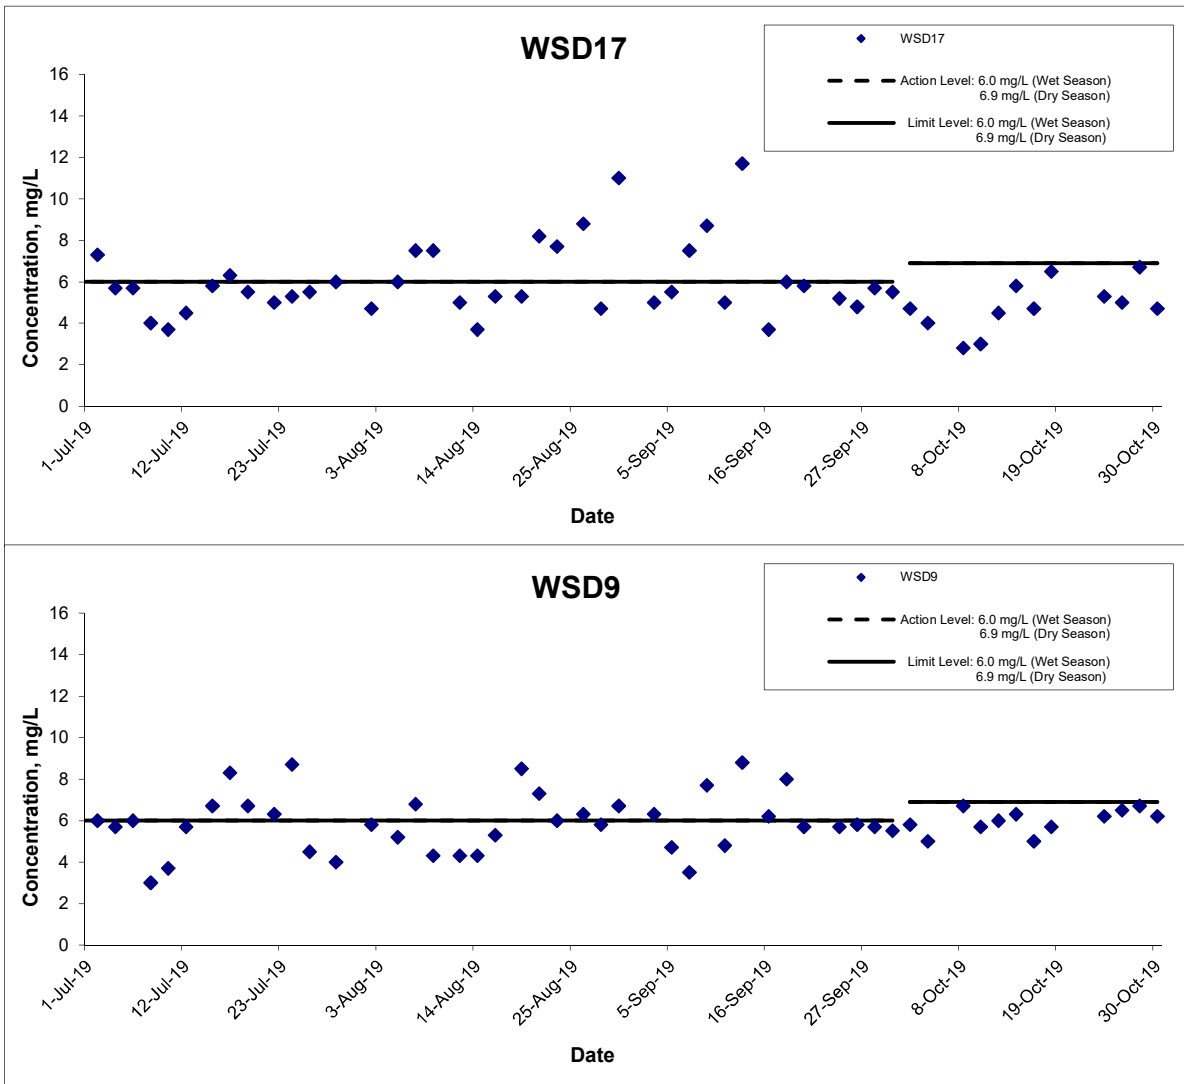 WSD17
WSD17
Action Level: 6.0 mg/L (Wet Season)
6.9 mg/L (Dry Season)
Limit Level: 6.0 mg/L (Wet Season)
6.9 mg/L (Dry Season)
Concentration, mg/L
16
14
12
10
8
6
4
2
0
1-Jul-19
12-Jul-19
23-Jul-19
3-Aug-19
14-Aug-19
25-Aug-19
5-Sep-19
16-Sep-19
27-Sep-19
8-Oct-19
19-Oct-19
30-Oct-19
Date
WSD9
WSD9
Action Level: 6.0 mg/L (Wet Season)
6.9 mg/L (Dry Season)
Limit Level: 6.0 mg/L (Wet Season)
6.9 mg/L (Dry Season)
Concentration, mg/L
16
14
12
10
8
6
4
2
0
1-Jul-19
12-Jul-19
23-Jul-19
3-Aug-19
14-Aug-19
25-Aug-19
5-Sep-19
16-Sep-19
27-Sep-19
8-Oct-19
19-Oct-19
30-Oct-19
Date